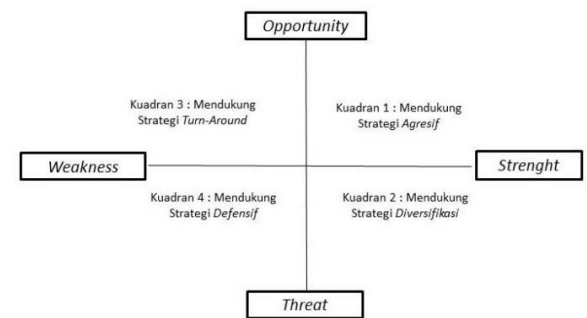 Opportunity
Kuadran 3 : Mendukung
Strategi Turn-Around
Kuadran 1 : Mendukung
Strategi Agresif
Weakness
Strenght
Kuadran 4 : Mendukung
Strategi Defensif
Kuadran 2 : Mendukung
Strategi Diversifikasi
Threat